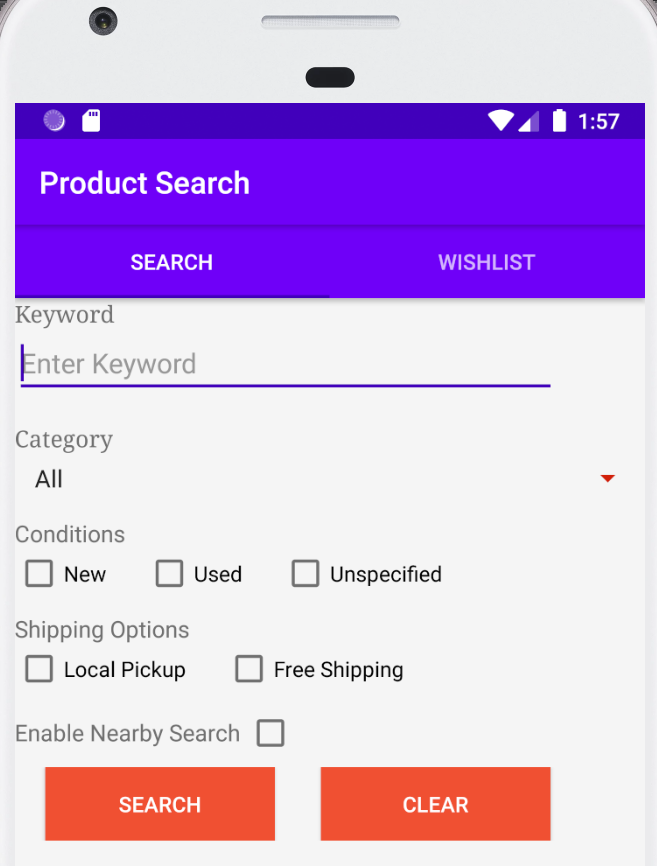 1:57
Product Search
SEARCH WISHLIST
Keyword
Enter Keyword
Category
All
Conditions
New Used Unspecified
Shipping Options
Local Pickup Free Shipping
Enable Nearby Search
SEARCH CLEAR